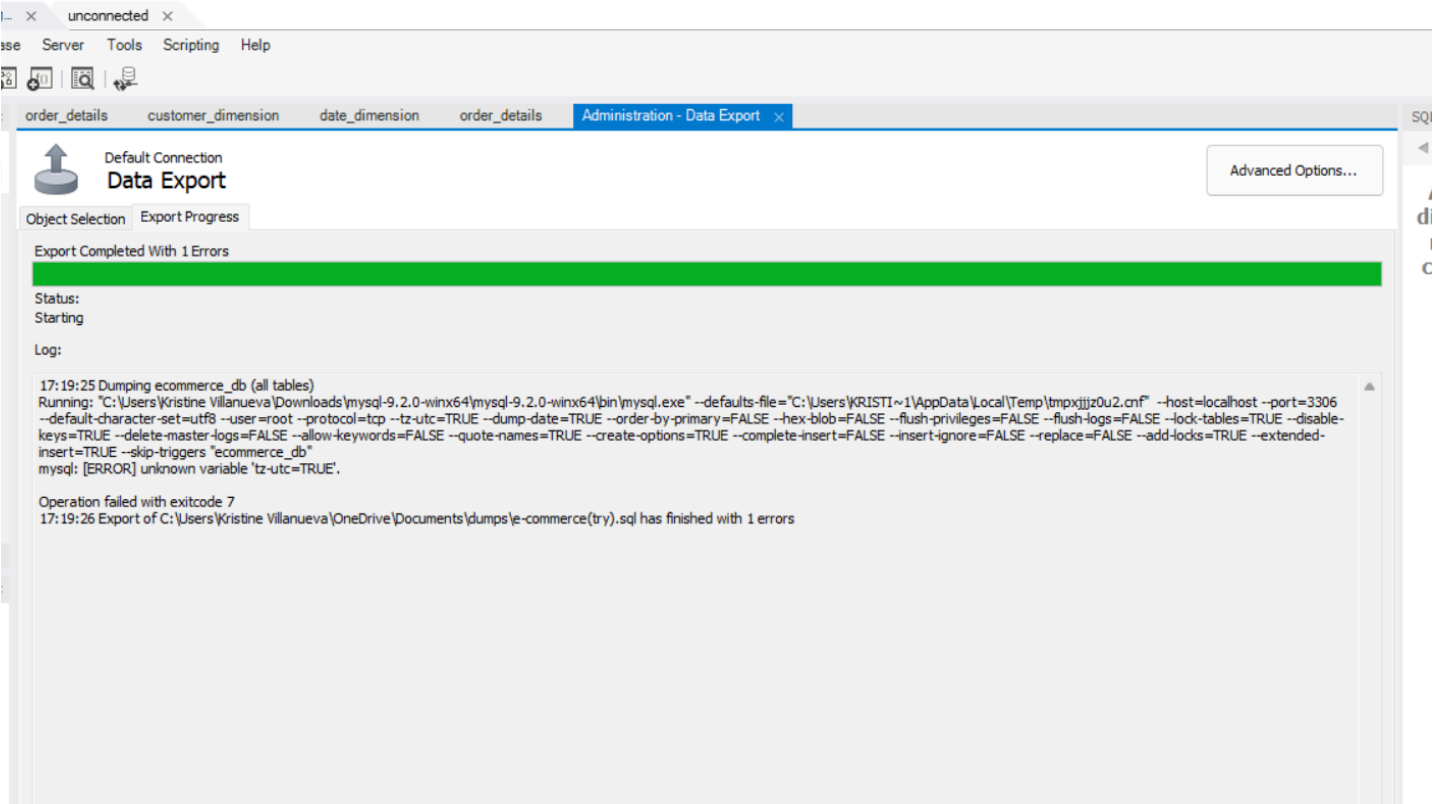 unconnected ×
Server Tools Scripting Help
order_details customer_dimension date_dimension order_details Administration - Data Export ×
Default Connection
Data Export
Advanced Options...
Object Selection Export Progress
Export Completed With 1 Errors
Status:
Starting
Log:
17:19:25 Dumping ecommerce_db (all tables)
Running: "C:\Users\Kristine Villanueva\Downloads\mysql-9.2.0-winx64\mysql-9.2.0-winx64\bin\mysql.exe" --defaults-file="C:\Users\KRISTI~1\AppData\Local\Temp\tmpxjjjz0u2.cnf" --host=localhost --port=3306
--default-character-set=utf8 --user=root --protocol=tcp --tz-utc=TRUE --dump-date=TRUE --order-by-primary=FALSE --hex-blob=FALSE --flush-privileges=FALSE --flush-logs=FALSE --lock-tables=TRUE --disable-
keys=TRUE --delete-master-logs=FALSE --allow-keywords=FALSE --quote-names=TRUE --create-options=TRUE --complete-insert=FALSE --insert-ignore=FALSE --replace=FALSE --add-locks=TRUE --extended-
insert=TRUE --skip-triggers "ecommerce_db"
mysql: [ERROR] unknown variable 'tz-utc=TRUE'.
Operation failed with exitcode 7
17:19:26 Export of C:\Users\Kristine Villanueva\OneDrive\Documents\dumps\e-commerce(try).sql has finished with 1 errors